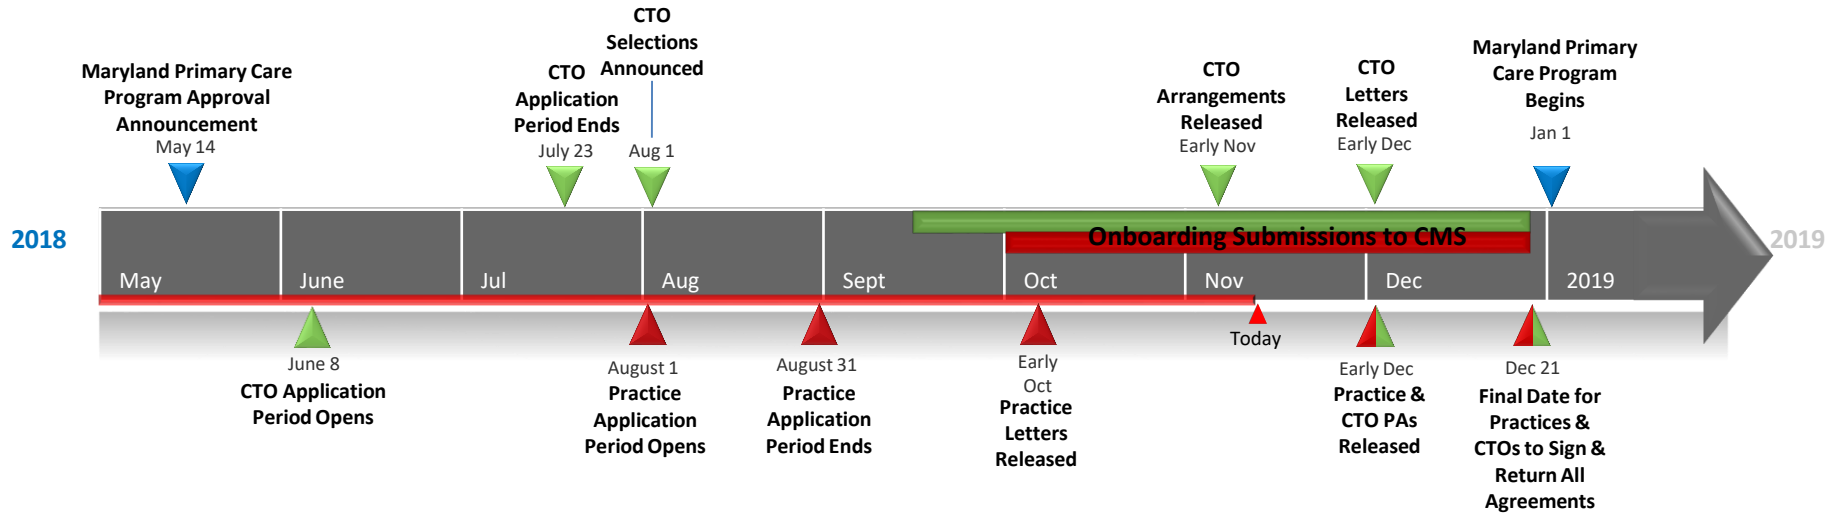 Maryland Primary Care
Program Approval
Announcement
May 14
CTO
Application
Period Ends
July 23
CTO
Selections
Announced
Aug 1
CTO
Arrangements
Released
Early Nov
CTO
Letters
Released
Early Dec
Maryland Primary
Care Program
Begins
Jan 1
2018
Onboarding Submissions to CMS
2019
May
June
Jul
Aug
Sept
Oct
Nov
Dec
2019
June 8
CTO Application
Period Opens
August 1
Practice
Application
Period Opens
August 31
Practice
Application
Period Ends
Early
Oct
Practice
Letters
Released
Today
Early Dec
Practice &
CTO PAs
Released
Dec 21
Final Date for
Practices &
CTOs to Sign &
Return All
Agreements